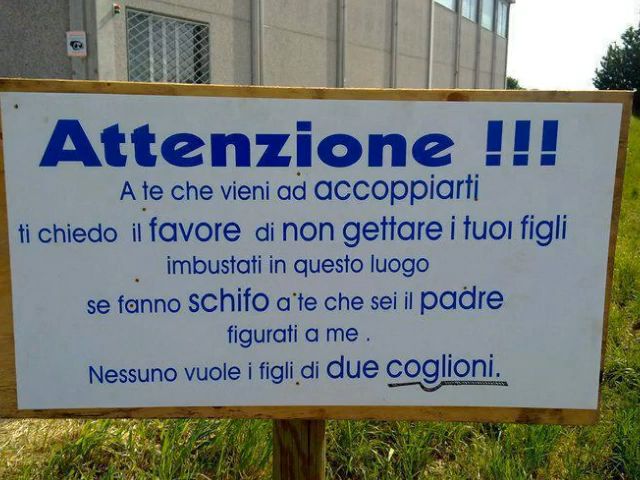 Attenzione !!!
A te che vieni ad accoppiarti
ti chiedo il favore di non gettare i tuoi figli
imbustati in questo luogo
se fanno schifo a te che sei il padre
figurati a me .
Nessuno vuole i figli di due coglioni.